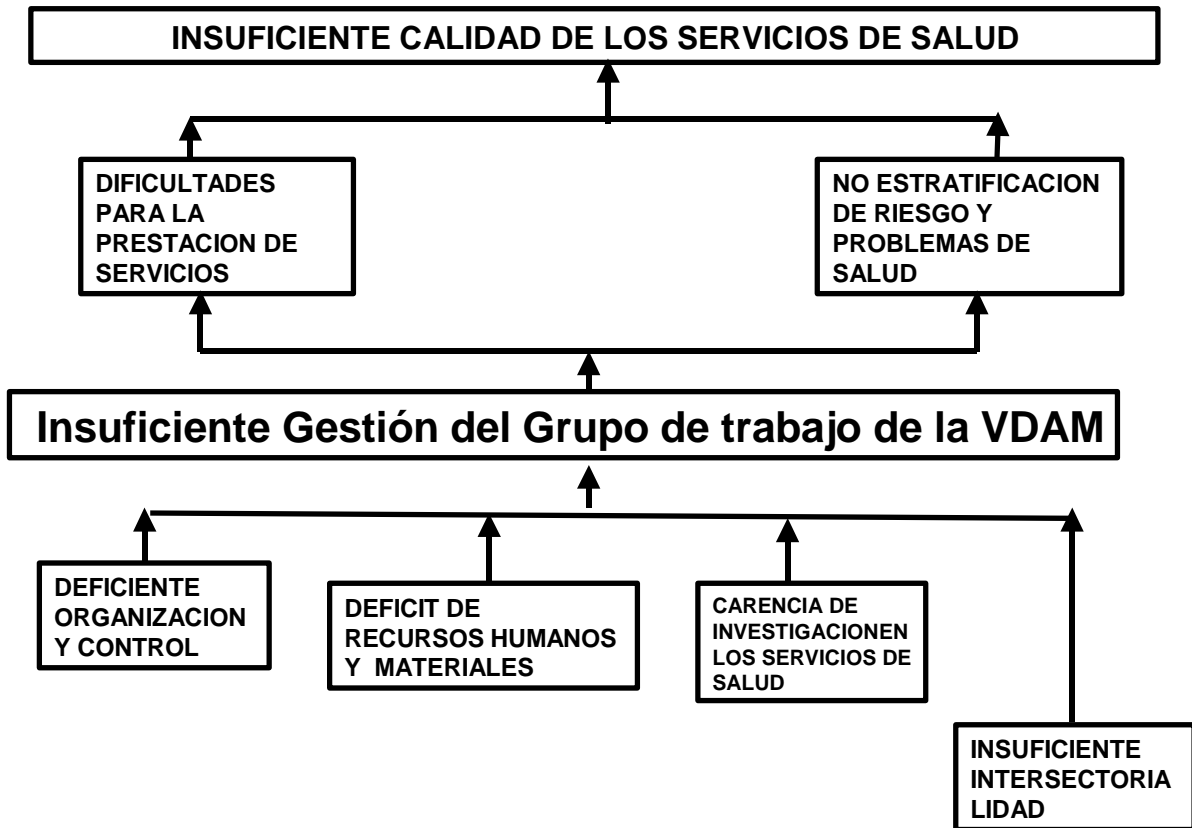 INSUFICIENTE CALIDAD DE LOS SERVICIOS DE SALUD
DIFICULTADES
PARA LA
PRESTACION DE
SERVICIOS
NO ESTRATIFICACION
DE RIESGO Y
PROBLEMAS DE
SALUD
Insuficiente Gestión del Grupo de trabajo de la VDAM
DEFICIENTE
ORGANIZACION
Y CONTROL
DEFICIT DE
RECURSOS HUMANOS
Y MATERIALES
CARENCIA DE
INVESTIGACIONEN
LOS SERVICIOS DE
SALUD
INSUFICIENTE
INTERSECTORIA
LIDAD